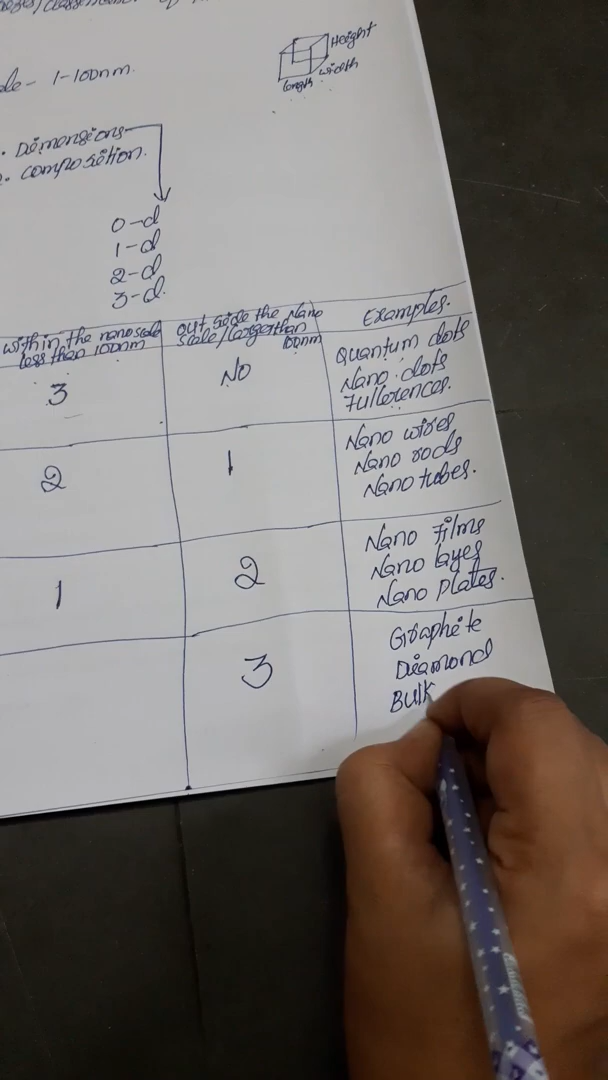 Height
width
length
1-100nm.
Dimensions
composition.
0-d
1-d
2-d
3-d.
within the nanoscale
less than 100nm
out side the Nano
scale/larger than
100nm
Examples.
3
NO
Quantum dots
Nano dots
Fullerences.
2
1
Nano wires
Nano rods
Nano tubes.
1
2
Nano Films
Nano layes
Nano Plates.
3
Graphite
Diamond
Bulk